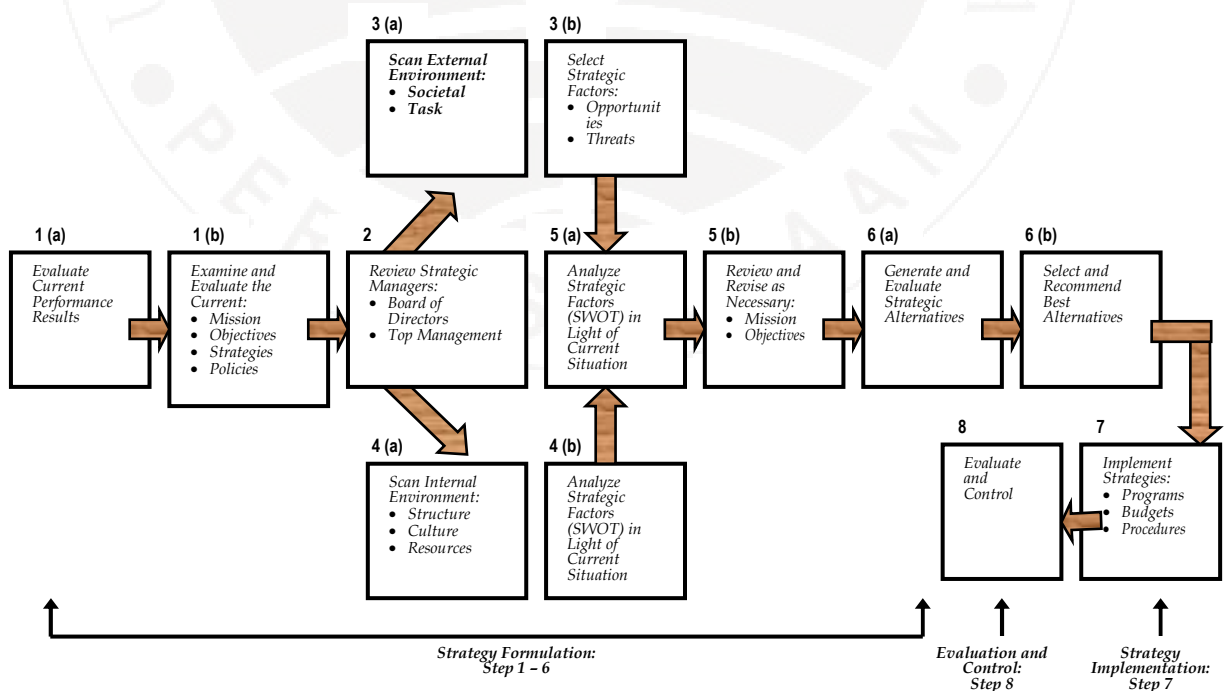 3 (a)
Scan External
Environment:
• Societal
• Task
3 (b)
Select
Strategic
Factors:
• Opportunit
ies
• Threats
1 (a)
Evaluate
Current
Performance
Results
1 (b)
Examine and
Evaluate the
Current:
• Mission
• Objectives
• Strategies
• Policies
2
Review Strategic
Managers:
• Board of
Directors
• Top Management
5 (a)
Analyze
Strategic
Factors
(SWOT) in
Light of
Current
Situation
5 (b)
Review and
Revise as
Necessary:
• Mission
• Objectives
6 (a)
Generate and
Evaluate
Strategic
Alternatives
6 (b)
Select and
Recommend
Best
Alternatives
4 (a)
Scan Internal
Environment:
• Structure
• Culture
• Resources
4 (b)
Analyze
Strategic
Factors
(SWOT) in
Light of
Current
Situation
8
Evaluate
and
Control
7
Implement
Strategies:
• Programs
• Budgets
• Procedures
Strategy Formulation:
Step 1 – 6
Evaluation and
Control:
Step 8
Strategy
Implementation:
Step 7